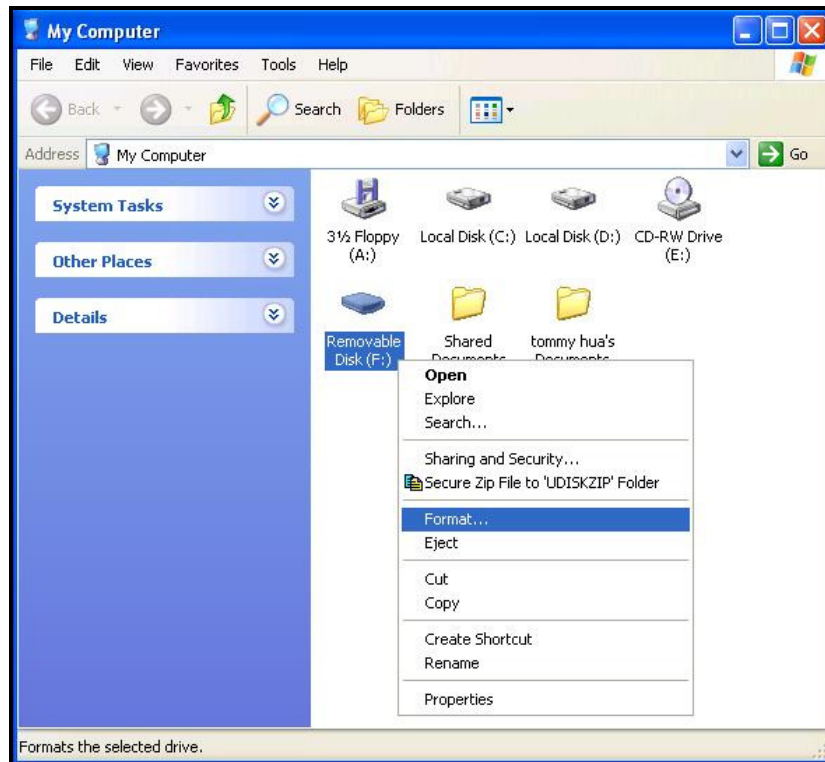 My Computer
File Edit View Favorites Tools Help
Back Search Folders
Address My Computer Go
System Tasks
Other Places
Details
3½ Floppy (A:)
Local Disk (C:)
Local Disk (D:)
CD-RW Drive (E:)
Removable Disk (F:)
Shared Documents
tommy hua's Documents
Open
Explore
Search...
Sharing and Security...
Secure Zip File to 'UDISKZIP' Folder
Format...
Eject
Cut
Copy
Create Shortcut
Rename
Properties
Formats the selected drive.